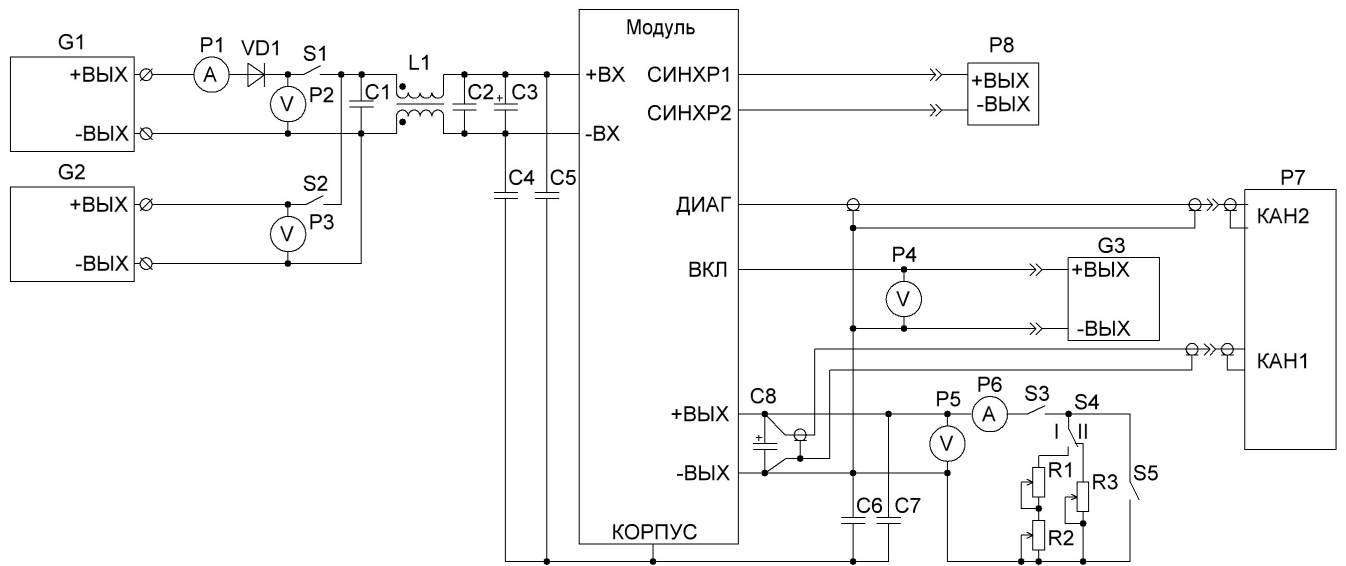 G1
+ВЫХ
-ВЫХ
P1
A
VD1
S1
V
P2
C1
L1
C2
+
C3
G2
+ВЫХ
-ВЫХ
S2
V
P3
C4
C5
Модуль
+ВХ
-ВХ
СИНХР1
СИНХР2
ДИАГ
ВКЛ
+ВЫХ
-ВЫХ
КОРПУС
P8
+ВЫХ
-ВЫХ
P7
КАН2
КАН1
P4
V
G3
+ВЫХ
-ВЫХ
C8
+
P5
V
P6
A
S3
S4
I
II
R1
R2
R3
S5
C6
C7